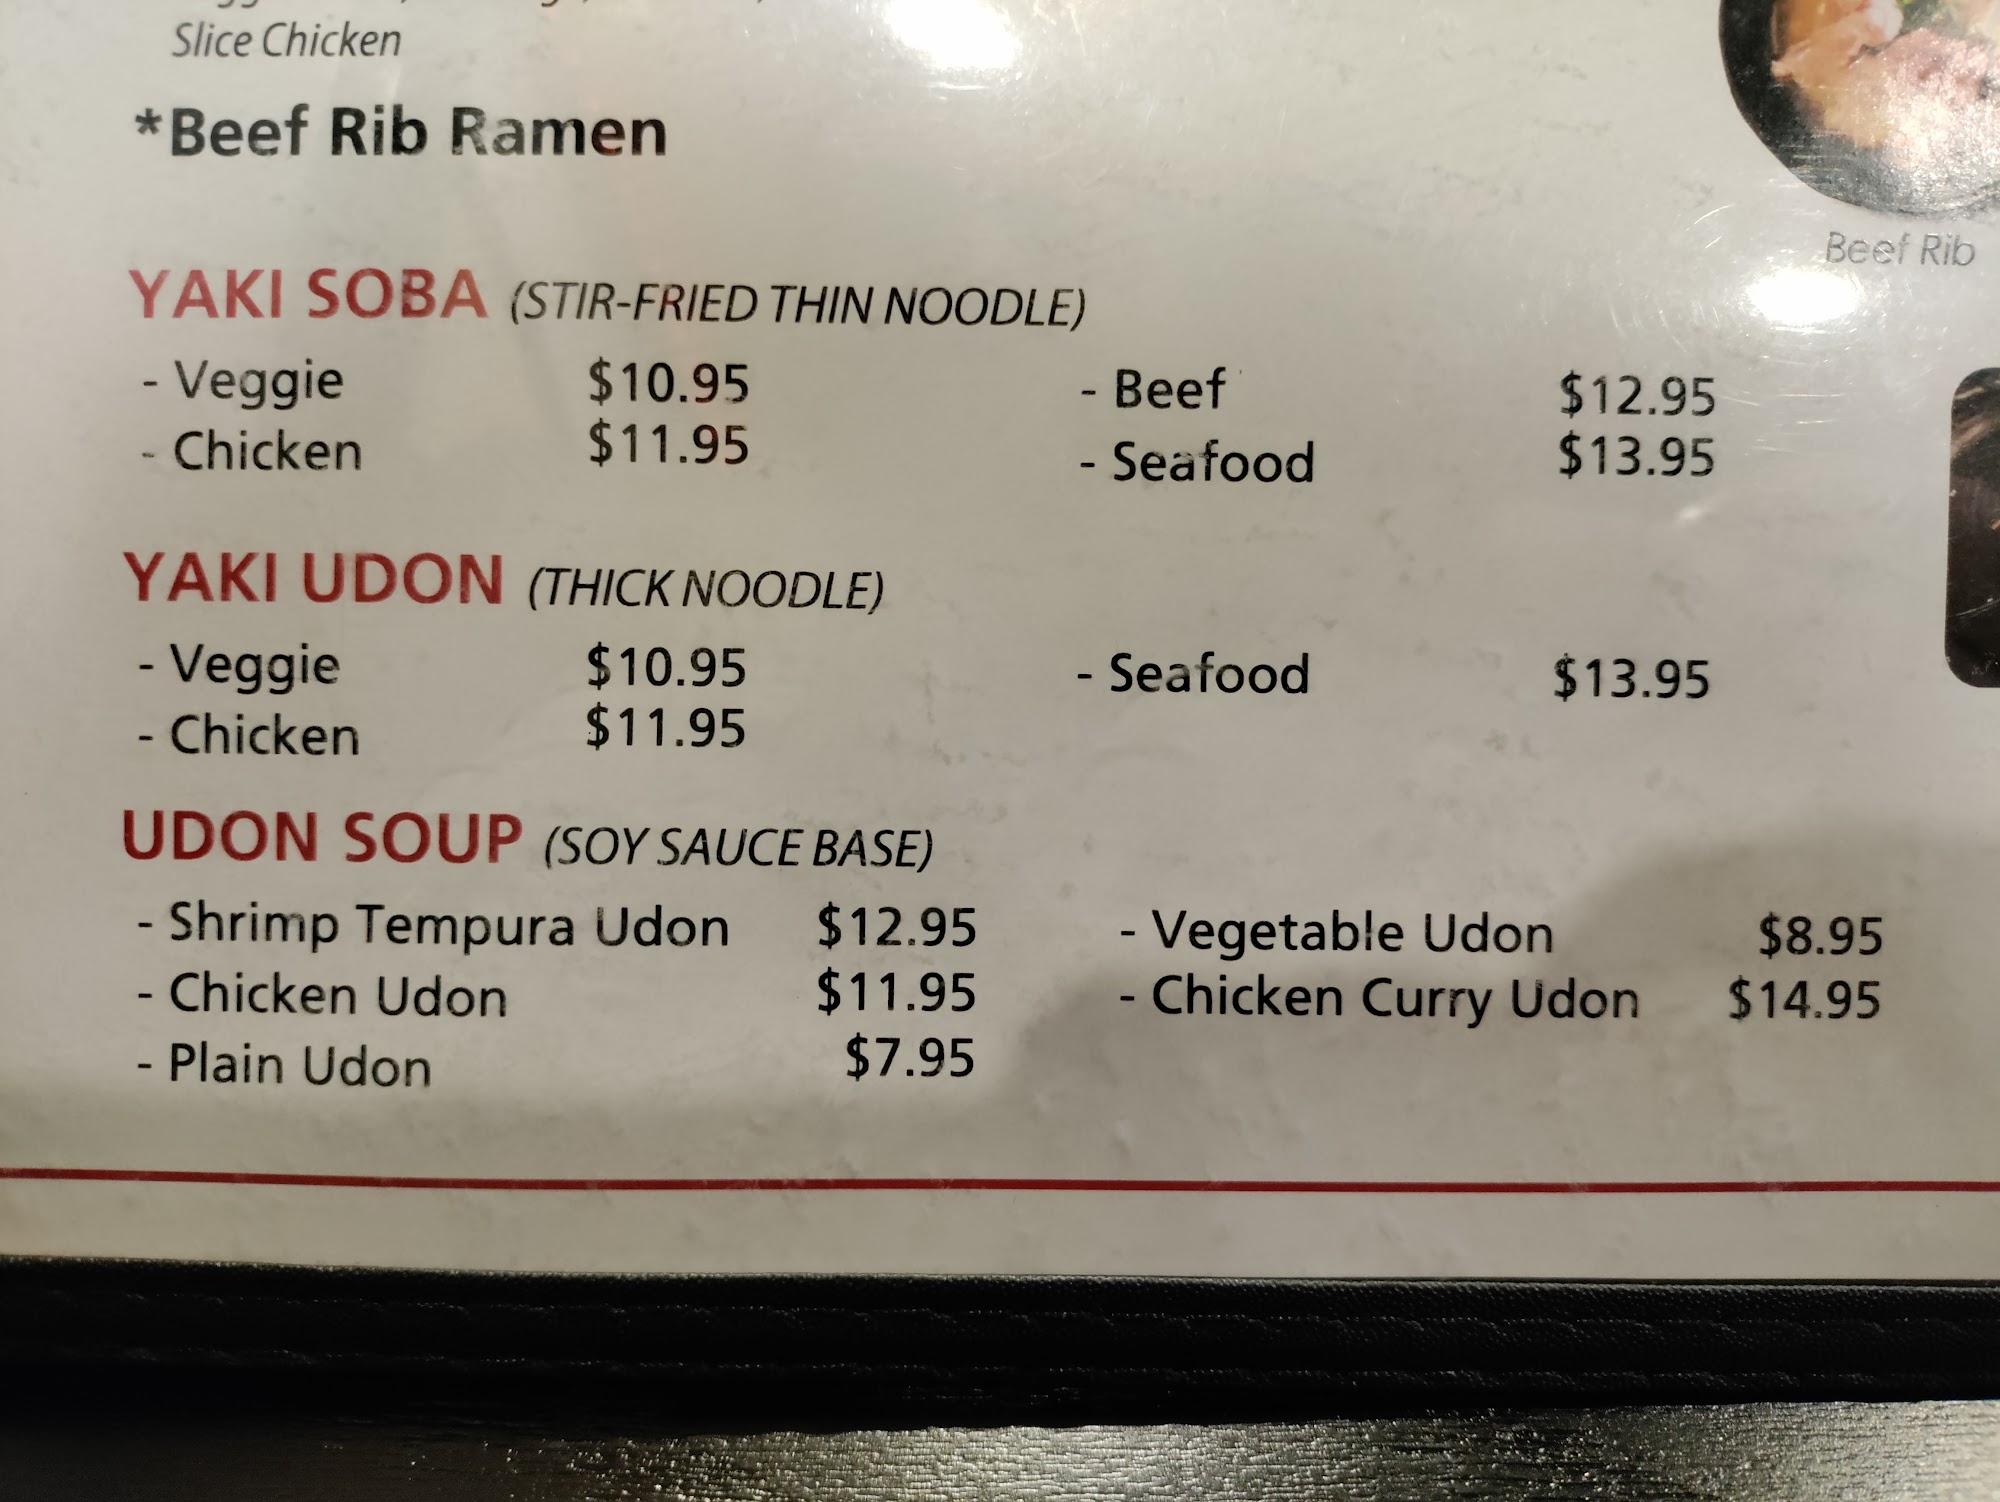 Slice Chicken
*Beef Rib Ramen
Beef Rib
YAKI SOBA (STIR-FRIED THIN NOODLE)
- Veggie $10.95 - Beef $12.95
- Chicken $11.95 - Seafood $13.95
YAKI UDON (THICK NOODLE)
- Veggie $10.95 - Seafood $13.95
- Chicken $11.95
UDON SOUP (SOY SAUCE BASE)
- Shrimp Tempura Udon $12.95 - Vegetable Udon $8.95
- Chicken Udon $11.95 - Chicken Curry Udon $14.95
- Plain Udon $7.95